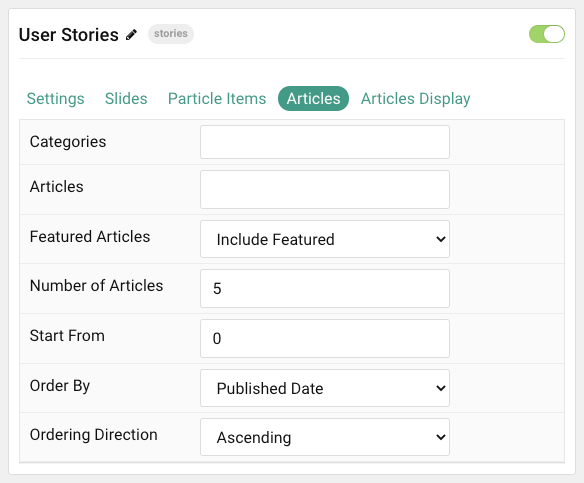 User Stories stories
Settings Slides Particle Items Articles Articles Display
Categories
Articles
Featured Articles Include Featured
Number of Articles 5
Start From 0
Order By Published Date
Ordering Direction Ascending